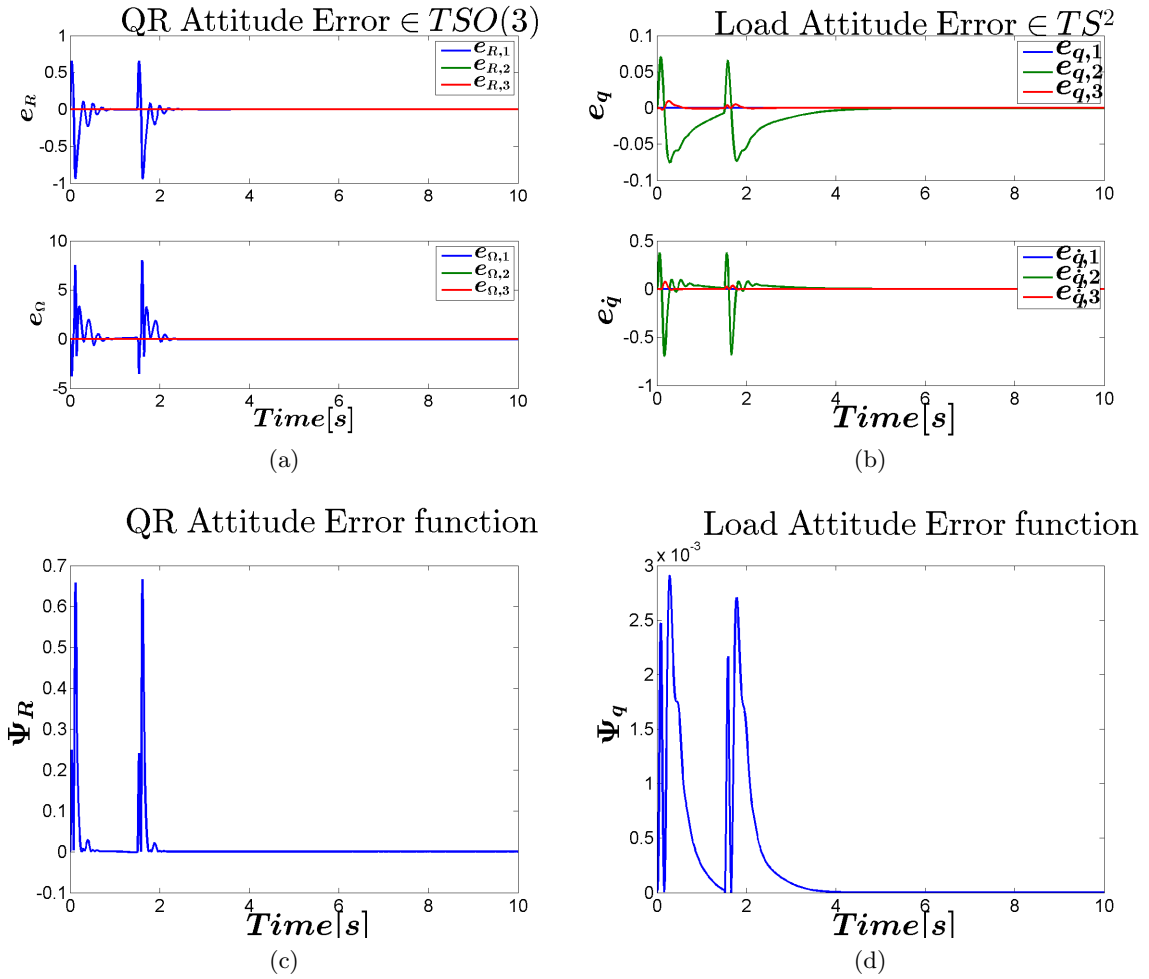 QR Attitude Error ∈ TSO(3)
1
0.5
0
-0.5
-1
e_R
e_{R,1}
e_{R,2}
e_{R,3}
0 2 4 6 8 10
10
5
0
-5
e_Ω
e_{Ω,1}
e_{Ω,2}
e_{Ω,3}
0 2 4 6 8 10
Time[s]
(a)
Load Attitude Error ∈ TS²
0.1
0.05
0
-0.05
-0.1
e_q
e_{q,1}
e_{q,2}
e_{q,3}
0 2 4 6 8 10
0.5
0
-0.5
-1
e_{q̇}
e_{q̇,1}
e_{q̇,2}
e_{q̇,3}
0 2 4 6 8 10
Time[s]
(b)
QR Attitude Error function
0.7
0.6
0.5
0.4
0.3
0.2
0.1
0
-0.1
Ψ_R
0 2 4 6 8 10
Time[s]
(c)
Load Attitude Error function
x 10⁻³
3
2.5
2
1.5
1
0.5
0
Ψ_q
0 2 4 6 8 10
Time[s]
(d)